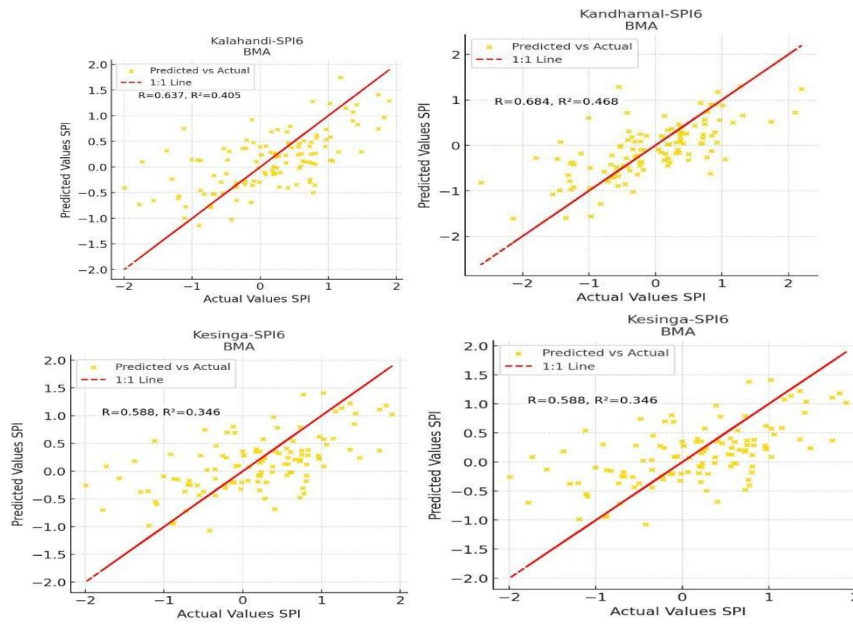 Kalahandi-SPI6
BMA
2.0
Predicted vs Actual
1:1 Line
1.5
R=0.637, R²=0.405
1.0
0.5
0.0
−0.5
−1.0
−1.5
−2.0
Predicted Values SPI
−2 −1 0 1 2
Actual Values SPI
Kandhamal-SPI6
BMA
Predicted vs Actual
2
1:1 Line
1
R=0.684, R²=0.468
0
−1
−2
Predicted Values SPI
−2 −1 0 1 2
Actual Values SPI
Kesinga-SPI6
BMA
2.0
Predicted vs Actual
1:1 Line
1.5
1.0
R=0.588, R²=0.346
0.5
0.0
−0.5
−1.0
−1.5
−2.0
Predicted Values SPI
−2 −1 0 1 2
Actual Values SPI
Kesinga-SPI6
BMA
2.0
Predicted vs Actual
1:1 Line
1.5
R=0.588, R²=0.346
1.0
0.5
0.0
−0.5
−1.0
−1.5
−2.0
Predicted Values SPI
−2 −1 0 1 2
Actual Values SPI